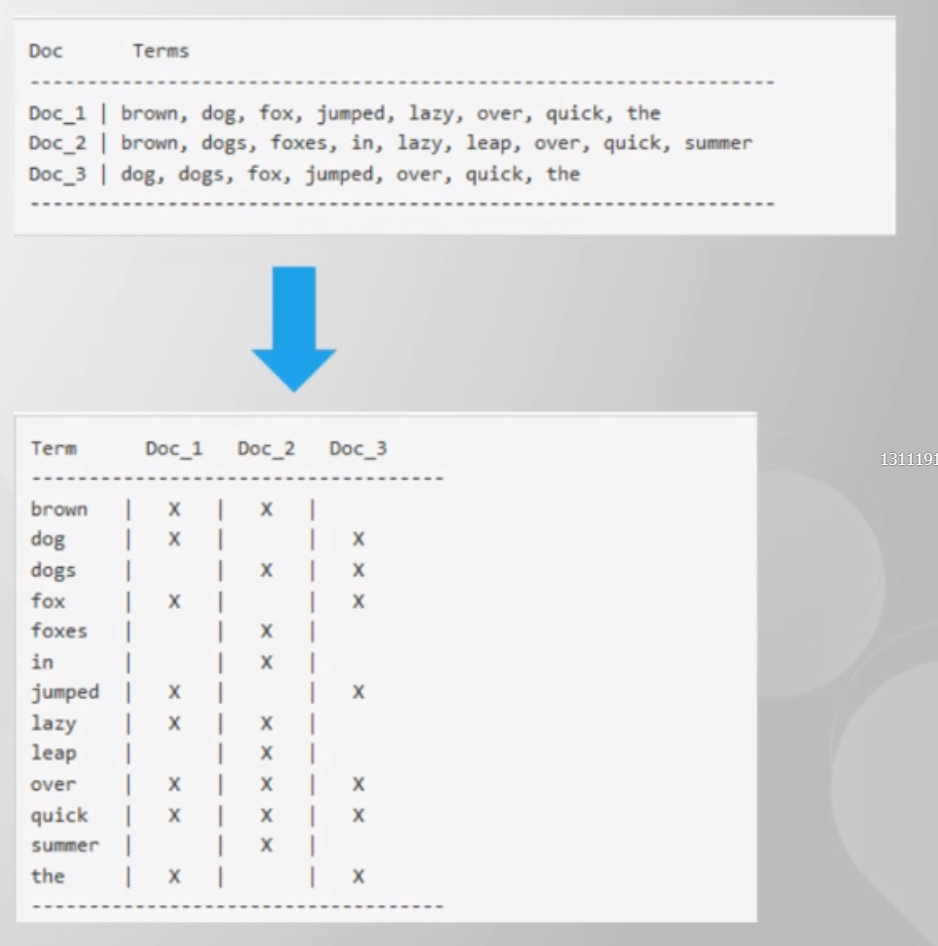 Doc Terms
-----------------------------------------------------------------
Doc_1 | brown, dog, fox, jumped, lazy, over, quick, the
Doc_2 | brown, dogs, foxes, in, lazy, leap, over, quick, summer
Doc_3 | dog, dogs, fox, jumped, over, quick, the
-----------------------------------------------------------------
Term Doc_1 Doc_2 Doc_3
------------------------------------
brown | X | X |
dog | X | | X
dogs | | X | X
fox | X | | X
foxes | | X |
in | | X |
jumped | X | | X
lazy | X | X |
leap | | X |
over | X | X | X
quick | X | X | X
summer | | X |
the | X | | X
------------------------------------
1311191